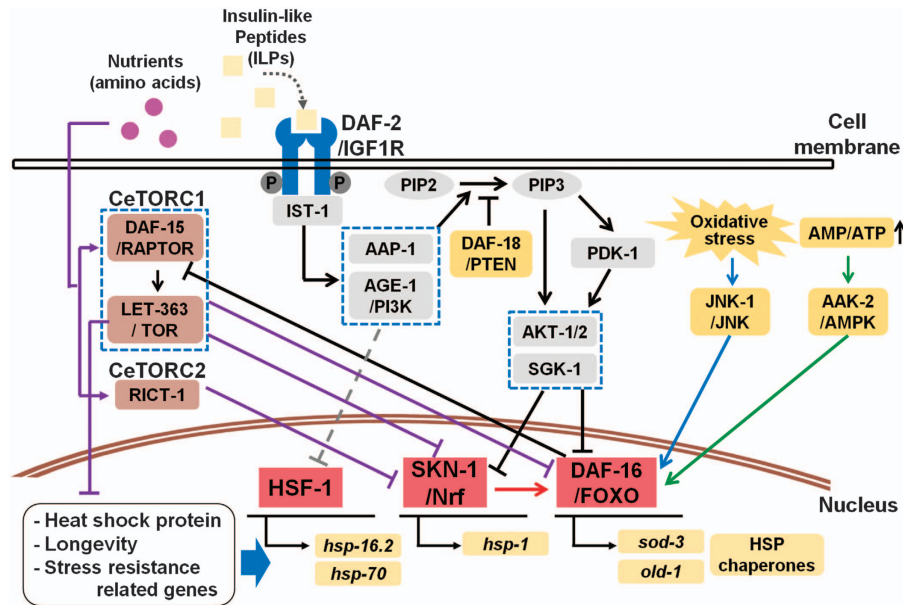 Insulin-like
Peptides
(ILPs)
Nutrients
(amino acids)
DAF-2
/IGF1R
Cell
membrane
P
P
IST-1
PIP2
PIP3
CeTORC1
DAF-15
/RAPTOR
LET-363
/ TOR
CeTORC2
RICT-1
AAP-1
AGE-1
/PI3K
DAF-18
/PTEN
PDK-1
AKT-1/2
SGK-1
Oxidative
stress
AMP/ATP
JNK-1
/JNK
AAK-2
/AMPK
HSF-1
SKN-1
/Nrf
DAF-16
/FOXO
Nucleus
- Heat shock protein
- Longevity
- Stress resistance
related genes
hsp-16.2
hsp-70
hsp-1
sod-3
old-1
HSP
chaperones